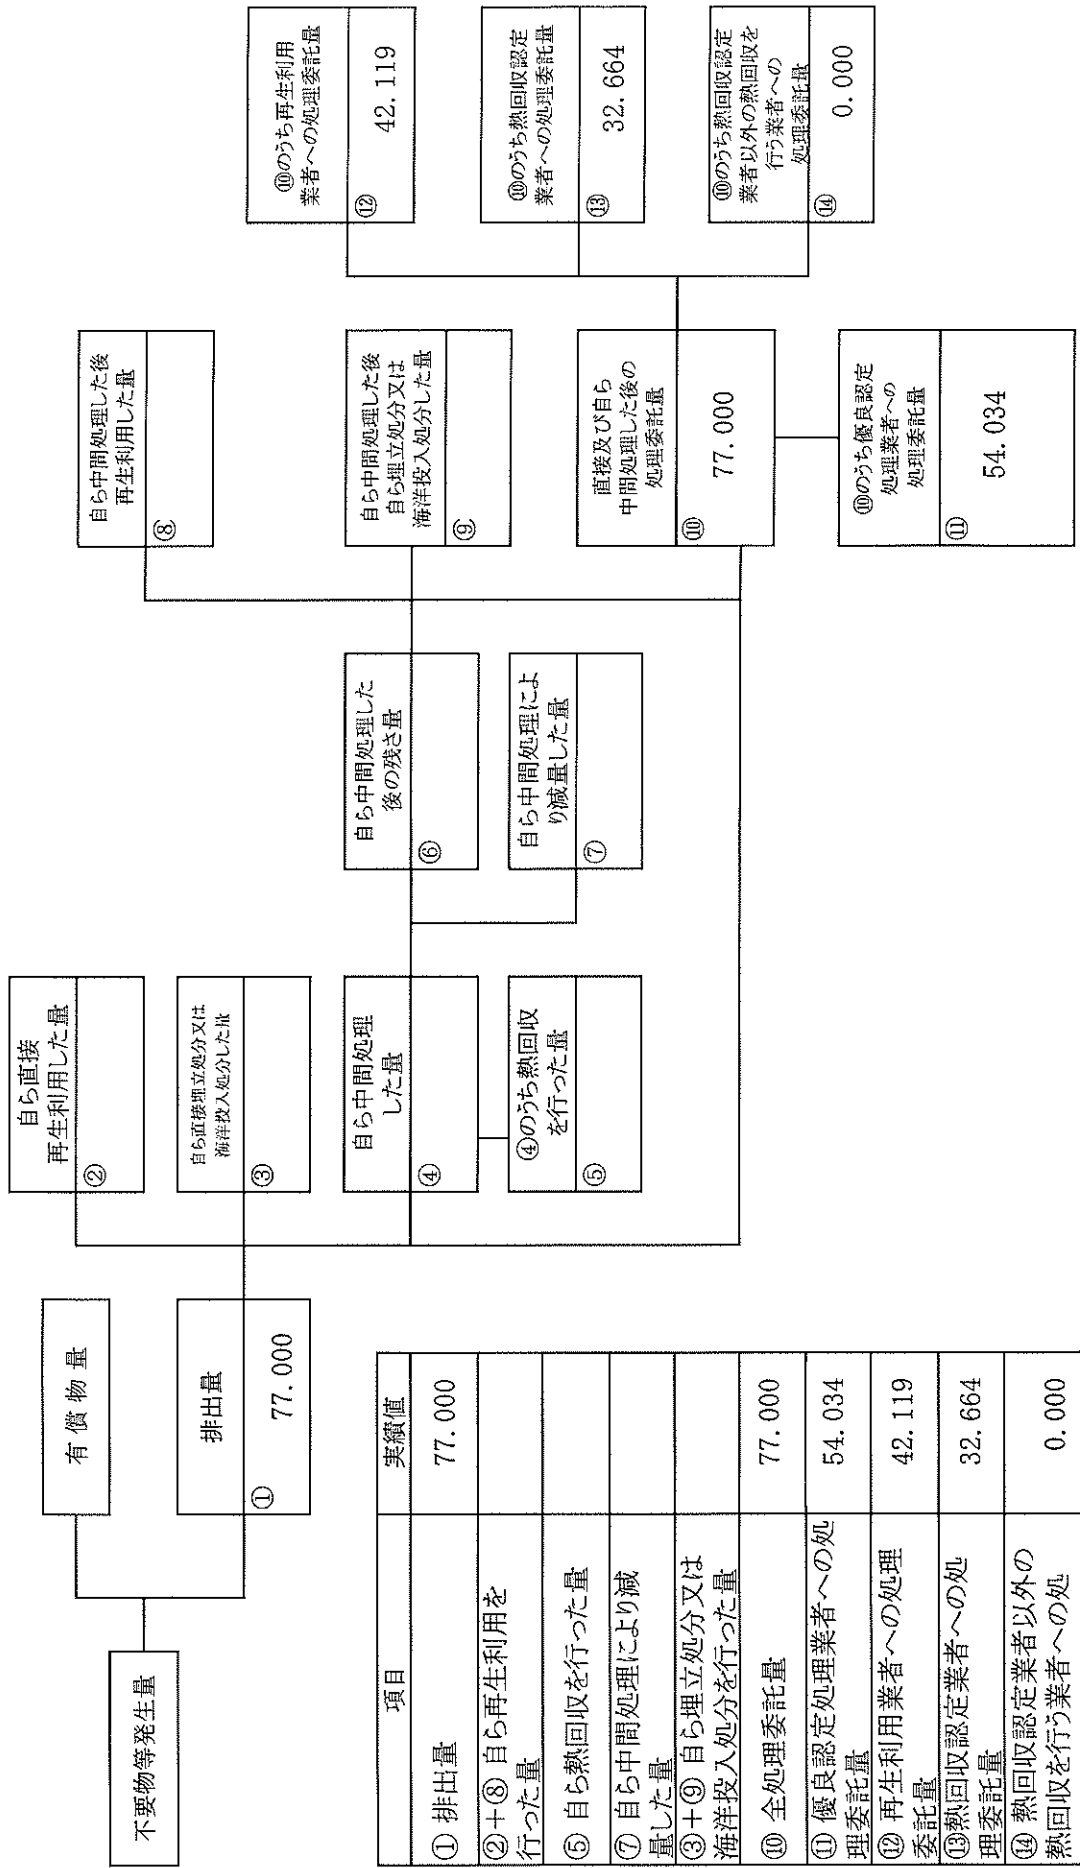 不要物等発生量
有償物量
排出量
①
77.000
自ら直接
再生利用した量
②
自ら直接埋立処分又は
海洋投入処分した量
③
自ら中間処理
した量
④
④のうち熱回収
を行った量
⑤
自ら中間処理した
後の残さ量
⑥
自ら中間処理によ
り減量した量
⑦
自ら中間処理した後
再生利用した量
⑧
自ら中間処理した後
自ら埋立処分又は
海洋投入処分した量
⑨
直接及び自ら
中間処理した後の
処理委託量
⑩
77.000
⑩のうち優良認定
処理業者への
処理委託量
⑪
54.034
⑩のうち再生利用
業者への処理委託量
⑫
42.119
⑩のうち熱回収認定
業者への処理委託量
⑬
32.664
⑩のうち熱回収認定
業者以外の熱回収を
行う業者への
処理委託量
⑭
0.000
項目 実績値
① 排出量 77.000
②+⑧ 自ら再生利用を
行った量
⑤ 自ら熱回収を行った量
⑦ 自ら中間処理により減
量した量
③+⑨ 自ら埋立処分又は
海洋投入処分を行った量
⑩ 全処理委託量 77.000
⑪ 優良認定処理業者への処
理委託量 54.034
⑫ 再生利用業者への処理
委託量 42.119
⑬熱回収認定業者への処
理委託量 32.664
⑭ 熱回収認定業者以外の
熱回収を行う業者への処 0.000